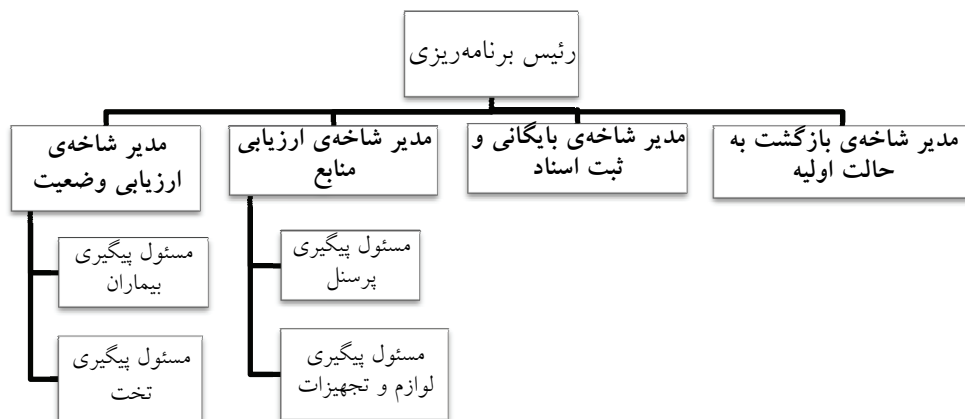 رئیس برنامه‌ریزی
مدیر شاخه‌ی بازگشت به
حالت اولیه
مدیر شاخه‌ی بایگانی و
ثبت اسناد
مدیر شاخه‌ی ارزیابی
منابع
مدیر شاخه‌ی
ارزیابی وضعیت
مسئول پیگیری
پرسنل
مسئول پیگیری
لوازم و تجهیزات
مسئول پیگیری
بیماران
مسئول پیگیری
تخت